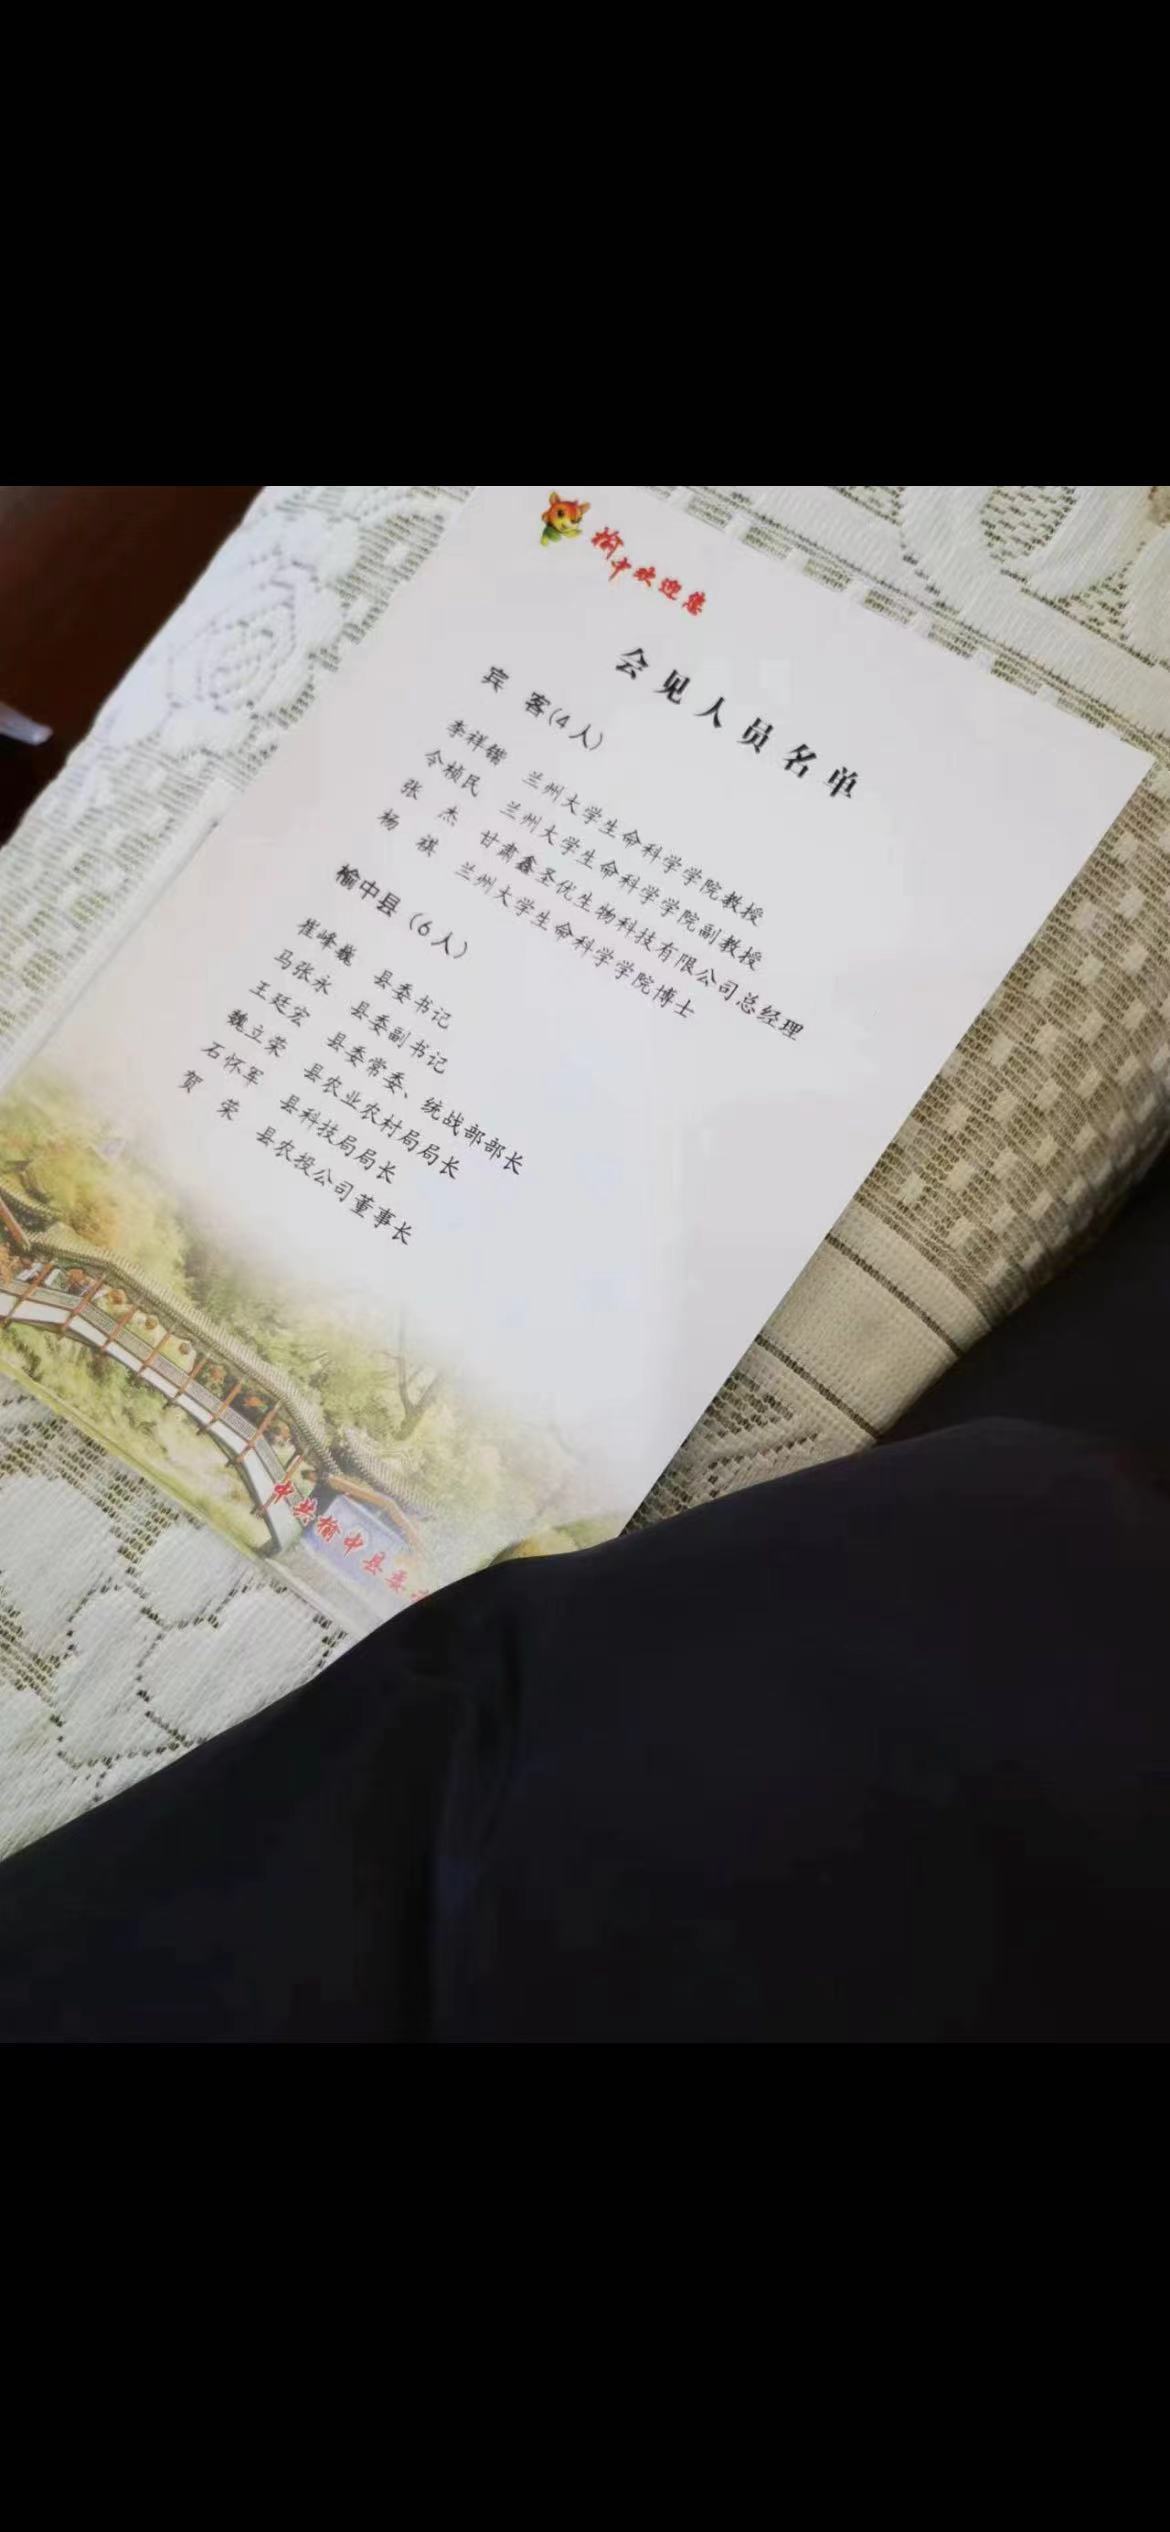 榆中欢迎您
会见人员名单
宾 客（4人）
李祥锴 兰州大学生命科学学院教授
令桢民 兰州大学生命科学学院副教授
张 杰 甘肃鑫圣优生物科技有限公司总经理
杨 祺 兰州大学生命科学学院博士
榆中县（6人）
崔峰巍 县委书记
马张永 县委副书记
王廷宏 县委常委、统战部部长
魏立荣 县农业农村局局长
石怀军 县科技局局长
贺 荣 县农投公司董事长
中共榆中县委